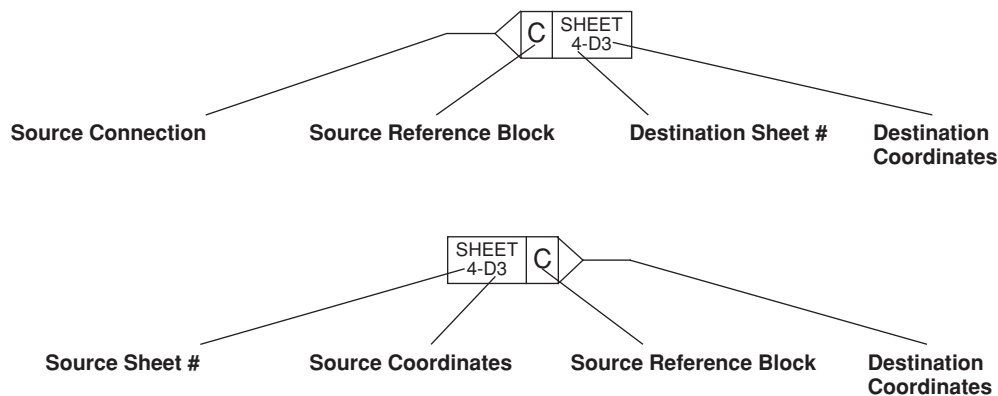 C
SHEET
4-D3
Source Connection
Source Reference Block
Destination Sheet #
Destination
Coordinates
SHEET
4-D3
C
Source Sheet #
Source Coordinates
Source Reference Block
Destination
Coordinates